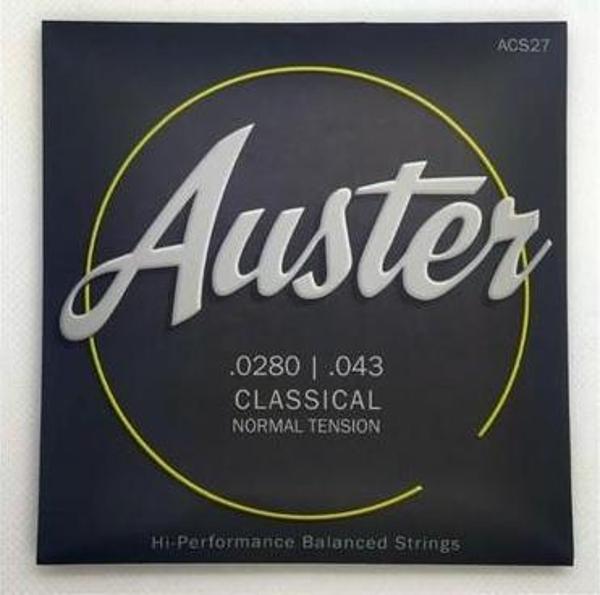 ACS27
Auster
.0280 | .043
CLASSICAL
NORMAL TENSION
Hi-Performance Balanced Strings